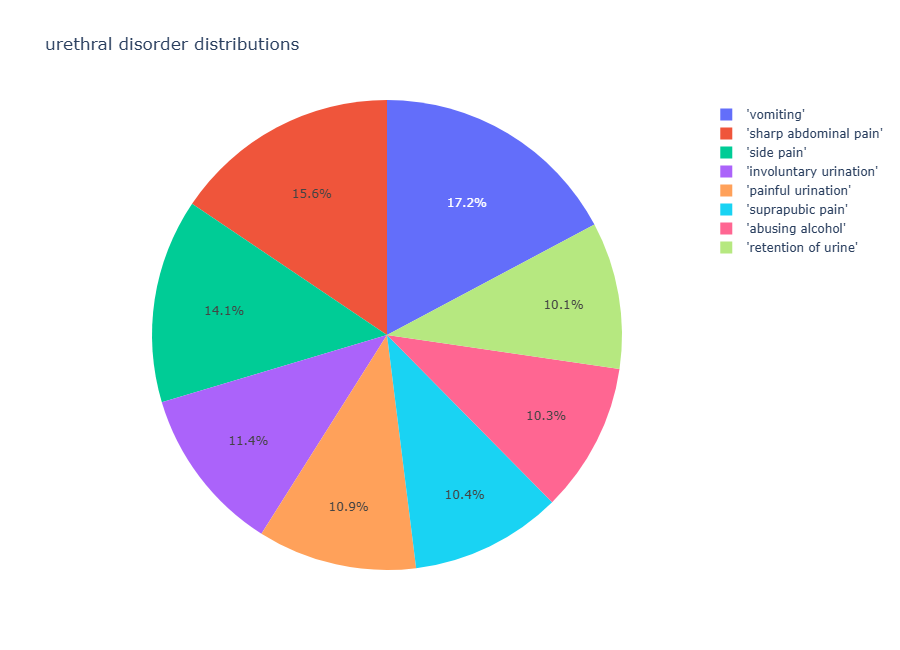 urethral disorder distributions
'vomiting'
'sharp abdominal pain'
'side pain'
'involuntary urination'
'painful urination'
'suprapubic pain'
'abusing alcohol'
'retention of urine'
15.6%
17.2%
14.1%
10.1%
11.4%
10.3%
10.9%
10.4%